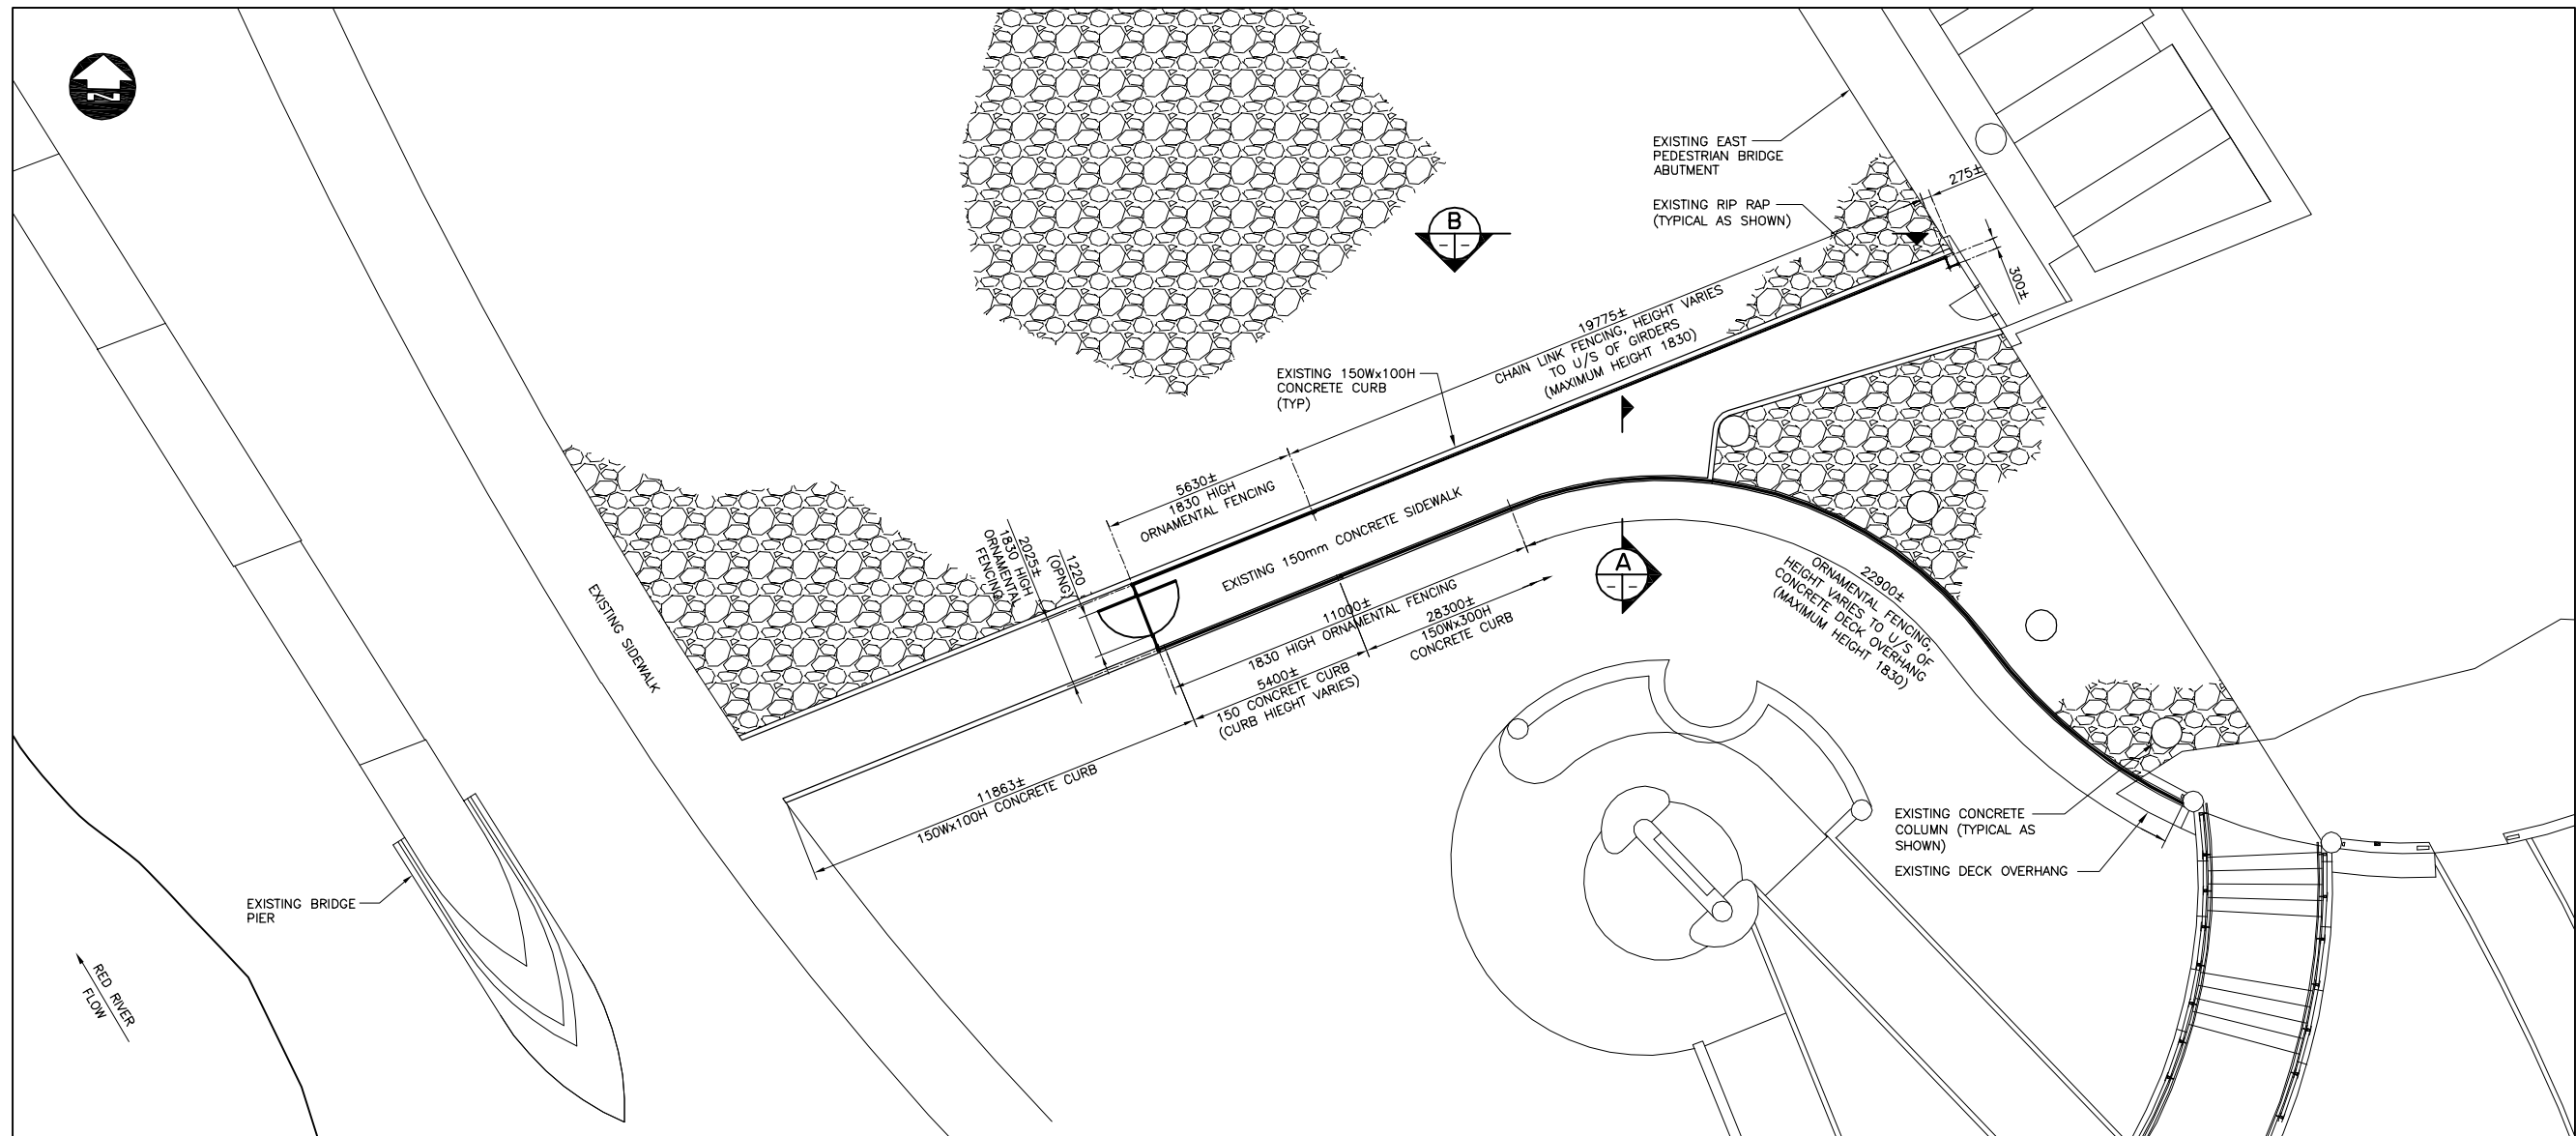 N
EXISTING EAST
PEDESTRIAN BRIDGE
ABUTMENT
275±
EXISTING RIP RAP
(TYPICAL AS SHOWN)
B
- -
300±
19775±
CHAIN LINK FENCING, HEIGHT VARIES
TO U/S OF GIRDERS
(MAXIMUM HEIGHT 1830)
EXISTING 150Wx100H
CONCRETE CURB
(TYP)
5630±
1830 HIGH
ORNAMENTAL FENCING
EXISTING 150mm CONCRETE SIDEWALK
1220
(OPNG)
2025±
1830 HIGH
ORNAMENTAL
FENCING
A
- -
EXISTING SIDEWALK
11000±
1830 HIGH ORNAMENTAL FENCING
28300±
150Wx300H
CONCRETE CURB
5400±
150 CONCRETE CURB
(CURB HIEGHT VARIES)
22900±
ORNAMENTAL FENCING,
HEIGHT VARIES TO U/S OF
CONCRETE DECK OVERHANG
(MAXIMUM HEIGHT 1830)
11863±
150Wx100H CONCRETE CURB
EXISTING CONCRETE
COLUMN (TYPICAL AS
SHOWN)
EXISTING DECK OVERHANG
EXISTING BRIDGE
PIER
RED RIVER
FLOW